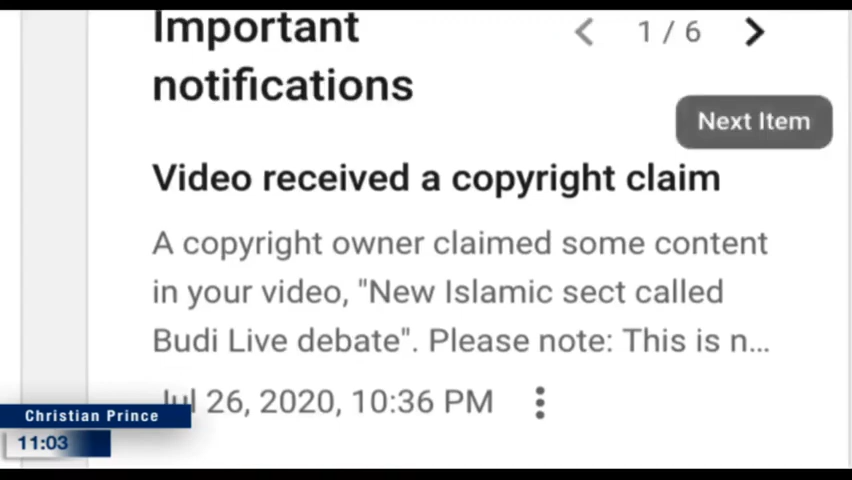 Important
notifications
1 / 6
Next Item
Video received a copyright claim
A copyright owner claimed some content
in your video, "New Islamic sect called
Budi Live debate". Please note: This is n...
Jul 26, 2020, 10:36 PM
Christian Prince
11:03